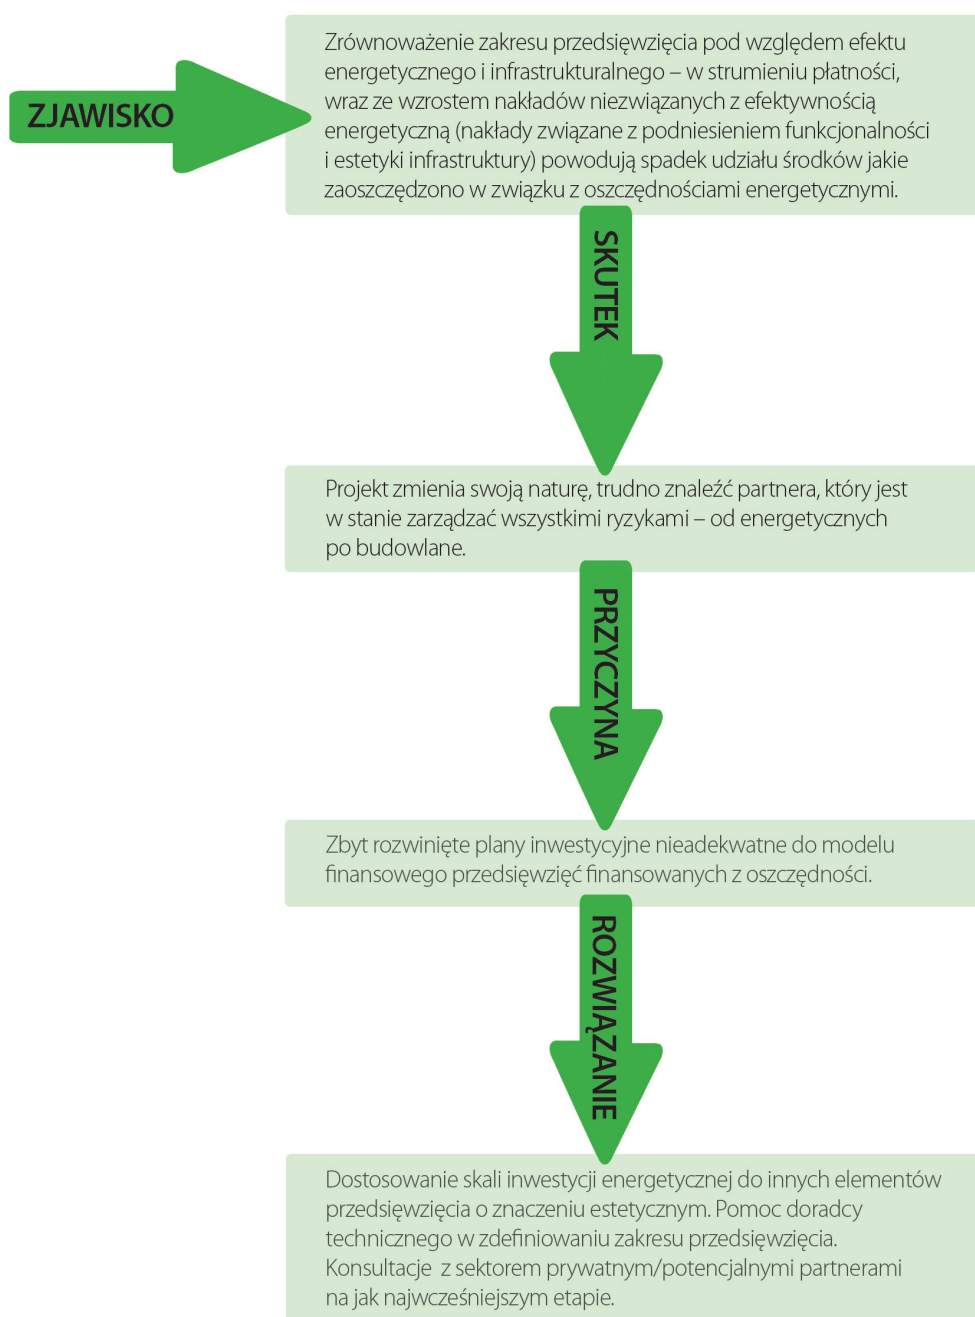 ZJAWISKO
Zrównoważenie zakresu przedsięwzięcia pod względem efektu
energetycznego i infrastrukturalnego – w strumieniu płatności,
wraz ze wzrostem nakładów niezwiązanych z efektywnością
energetyczną (nakłady związane z podniesieniem funkcjonalności
i estetyki infrastruktury) powodują spadek udziału środków jakie
zaoszczędzono w związku z oszczędnościami energetycznymi.
SKUTEK
Projekt zmienia swoją naturę, trudno znaleźć partnera, który jest
w stanie zarządzać wszystkimi ryzykami – od energetycznych
po budowlane.
PRZYCZYNA
Zbyt rozwinięte plany inwestycyjne nieadekwatne do modelu
finansowego przedsięwzięć finansowanych z oszczędności.
ROZWIĄZANIE
Dostosowanie skali inwestycji energetycznej do innych elementów
przedsięwzięcia o znaczeniu estetycznym. Pomoc doradcy
technicznego w zdefiniowaniu zakresu przedsięwzięcia.
Konsultacje z sektorem prywatnym/potencjalnymi partnerami
na jak najwcześniejszym etapie.